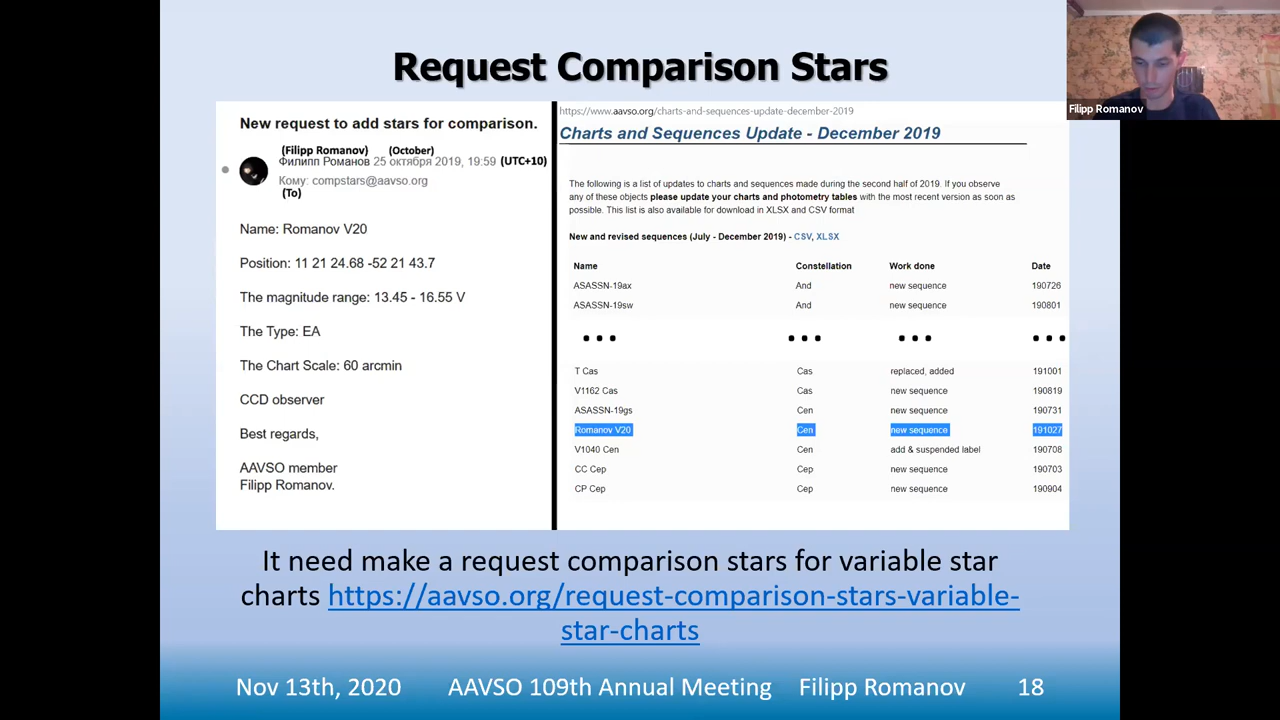 Request Comparison Stars
Filipp Romanov
New request to add stars for comparison.
(Filipp Romanov) (October)
Филипп Романов 25 октября 2019, 19:59 (UTC+10)
Кому: compstars@aavso.org
(To)
Name: Romanov V20
Position: 11 21 24.68 -52 21 43.7
The magnitude range: 13.45 - 16.55 V
The Type: EA
The Chart Scale: 60 arcmin
CCD observer
Best regards,
AAVSO member
Filipp Romanov.
https://www.aavso.org/charts-and-sequences-update-december-2019
Charts and Sequences Update - December 2019
The following is a list of updates to charts and sequences made during the second half of 2019. If you observe
any of these objects please update your charts and photometry tables with the most recent version as soon as
possible. This list is also available for download in XLSX and CSV format
New and revised sequences (July - December 2019) - CSV, XLSX
Name Constellation Work done Date
ASASSN-19ax And new sequence 190726
ASASSN-19sw And new sequence 190801
••• ••• ••• •••
T Cas Cas replaced, added 191001
V1162 Cas Cas new sequence 190819
ASASSN-19gs Cen new sequence 190731
Romanov V20 Cen new sequence 191027
V1040 Cen Cen add & suspended label 190708
CC Cep Cep new sequence 190703
CP Cep Cep new sequence 190904
It need make a request comparison stars for variable star
charts https://aavso.org/request-comparison-stars-variable-
star-charts
Nov 13th, 2020 AAVSO 109th Annual Meeting Filipp Romanov 18